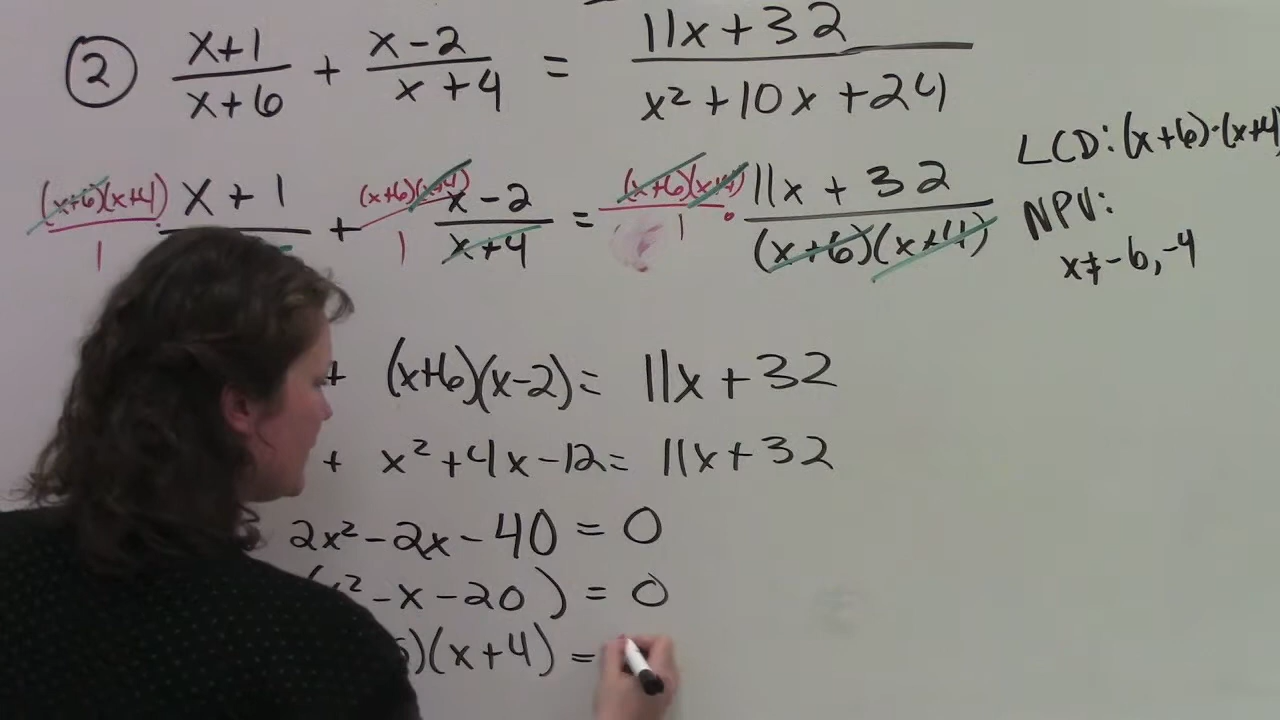 ② x+1/x+6 + x-2/x+4 = 11x+32/x²+10x+24
LCD: (x+6)·(x+4)
(x+6)(x+4)/1 x+1 + (x+6)(x+4)/1 x-2/x+4 = (x+6)(x+4)/1 · 11x+32/(x+6)(x+4)
NPV:
x≠-6,-4
+ (x+6)(x-2) = 11x+32
+ x²+4x-12 = 11x+32
2x²-2x-40 = 0
x²-x-20) = 0
)(x+4) =